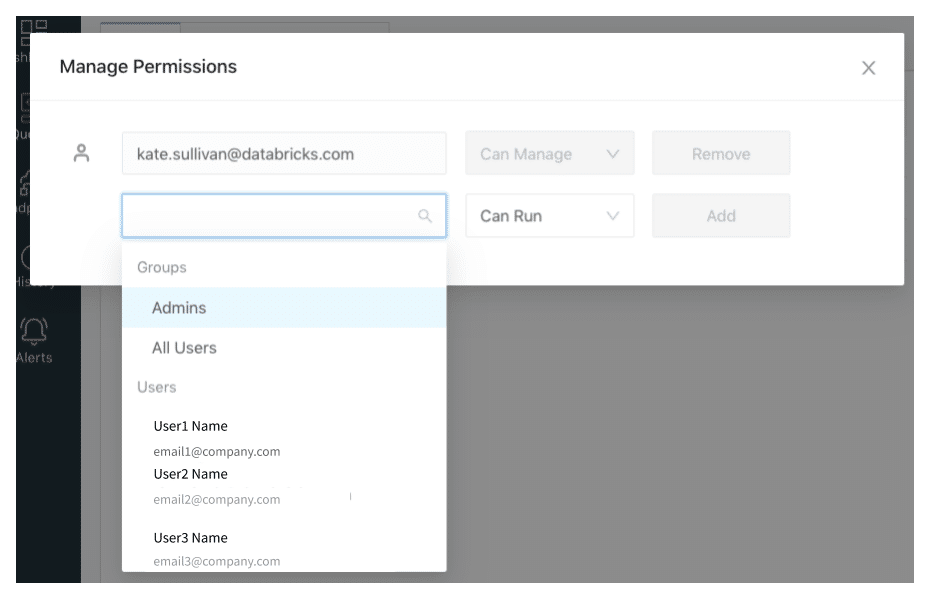 Manage Permissions
kate.sullivan@databricks.com
Can Manage
Remove
Can Run
Add
Groups
Admins
All Users
Users
User1 Name
email1@company.com
User2 Name
email2@company.com
User3 Name
email3@company.com
Alerts